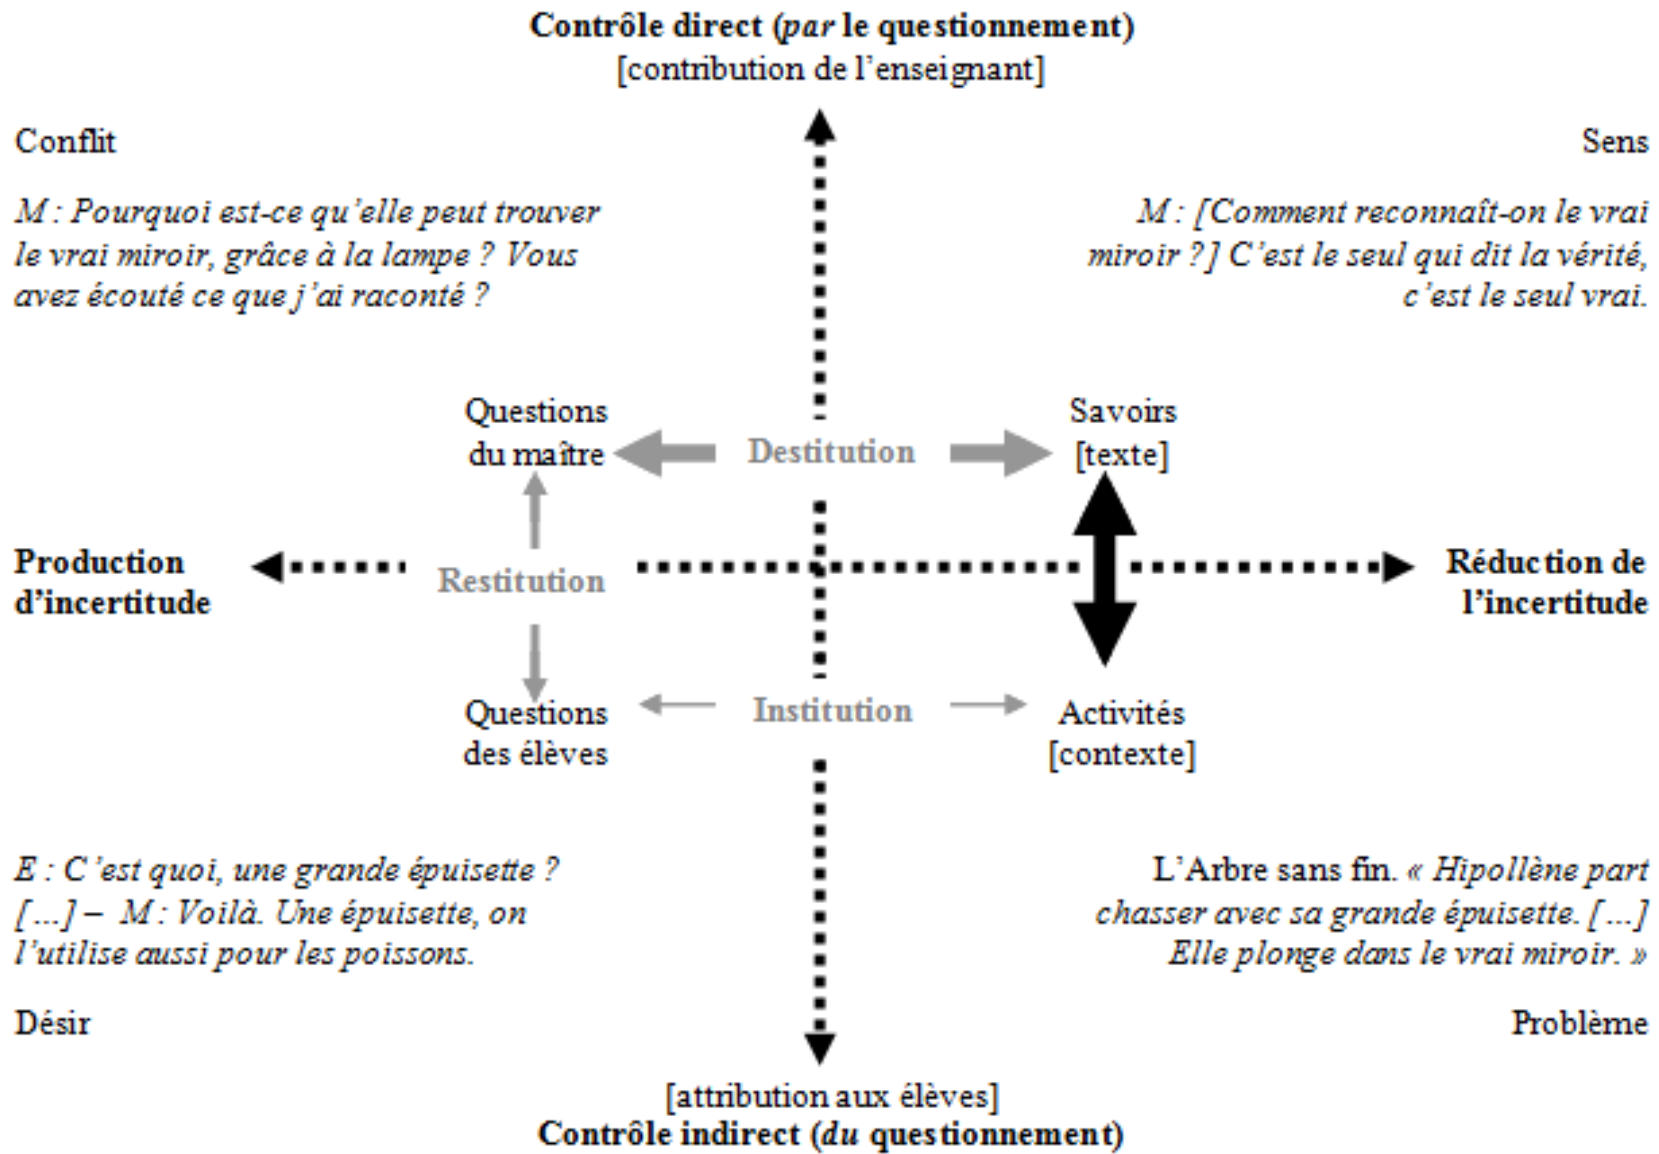 Contrôle direct (par le questionnement)
[contribution de l’enseignant]
Conflit
Sens
M : Pourquoi est-ce qu’elle peut trouver
le vrai miroir, grâce à la lampe ? Vous
avez écouté ce que j’ai raconté ?
M : [Comment reconnaît-on le vrai
miroir ?] C’est le seul qui dit la vérité,
c’est le seul vrai.
Questions
du maître
Destitution
Savoirs
[texte]
Production
d’incertitude
Restitution
Réduction de
l’incertitude
Questions
des élèves
Institution
Activités
[contexte]
E : C’est quoi, une grande épuisette ?
[…] – M : Voilà. Une épuisette, on
l’utilise aussi pour les poissons.
L’Arbre sans fin. « Hipollène part
chasser avec sa grande épuisette. […]
Elle plonge dans le vrai miroir. »
Désir
Problème
[attribution aux élèves]
Contrôle indirect (du questionnement)